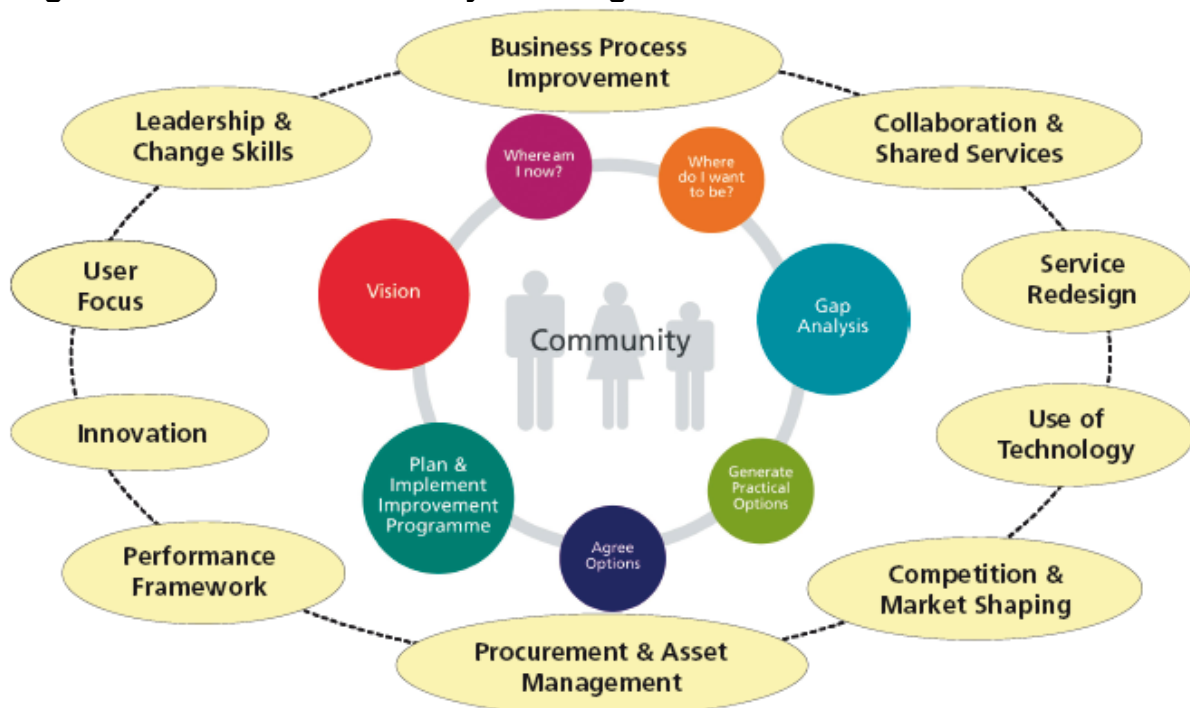 Business Process
Improvement
Leadership &
Change Skills
Collaboration &
Shared Services
Where am
I now?
Where
do I want
to be?
User
Focus
Vision
Service
Redesign
Gap
Analysis
Community
Innovation
Use of
Technology
Plan &
Implement
Improvement
Programme
Generate
Practical
Options
Agree
Options
Performance
Framework
Competition &
Market Shaping
Procurement & Asset
Management